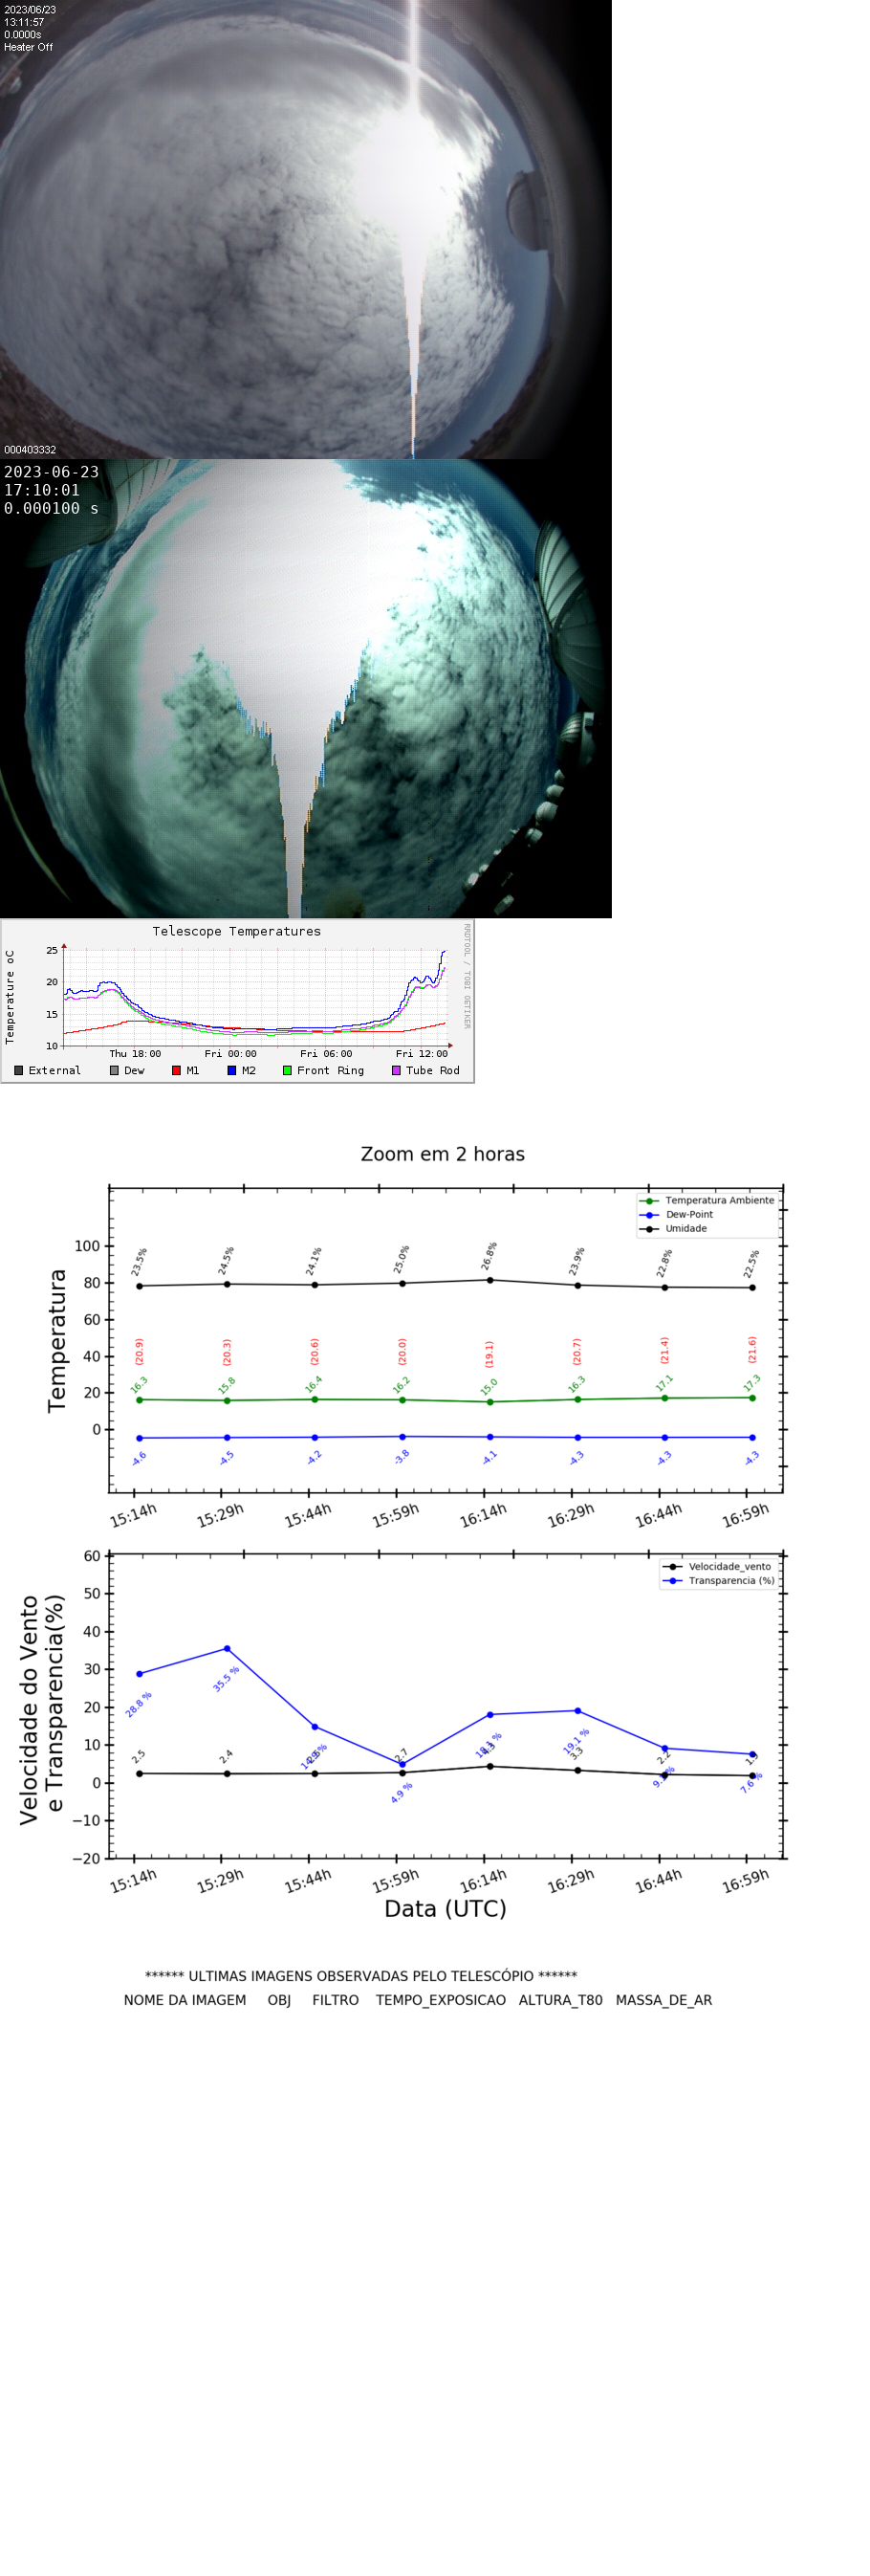 2023/06/23
13:11:57
0.0000s
Heater Off
000403332
2023-06-23
17:10:01
0.000100 s
Telescope Temperatures
RRDTOOL / TOBI OETIKER
Temperature oC
25
20
15
10
Thu 18:00 Fri 00:00 Fri 06:00 Fri 12:00
External Dew M1 M2 Front Ring Tube Rod
Zoom em 2 horas
Temperatura Ambiente
Dew-Point
Umidade
Temperatura
100
80
60
40
20
0
23.5% 24.5% 24.1% 25.0% 26.8% 23.9% 22.8% 22.5%
(20.9) (20.3) (20.6) (20.0) (19.1) (20.7) (21.4) (21.6)
16.3 15.8 16.4 16.2 15.0 16.3 17.1 17.3
-4.6 -4.5 -4.2 -3.8 -4.1 -4.3 -4.3 -4.3
15:14h 15:29h 15:44h 15:59h 16:14h 16:29h 16:44h 16:59h
Velocidade_vento
Transparencia (%)
Velocidade do Vento
e Transparencia(%)
60
50
40
30
20
10
0
−10
−20
28.8 % 35.5 % 4.9 % 19.1 % 7.6 %
2.5 2.4 2.7 3.3 2.2 1.9
15:14h 15:29h 15:44h 15:59h 16:14h 16:29h 16:44h 16:59h
Data (UTC)
****** ULTIMAS IMAGENS OBSERVADAS PELO TELESCÓPIO ******
NOME DA IMAGEM OBJ FILTRO TEMPO_EXPOSICAO ALTURA_T80 MASSA_DE_AR